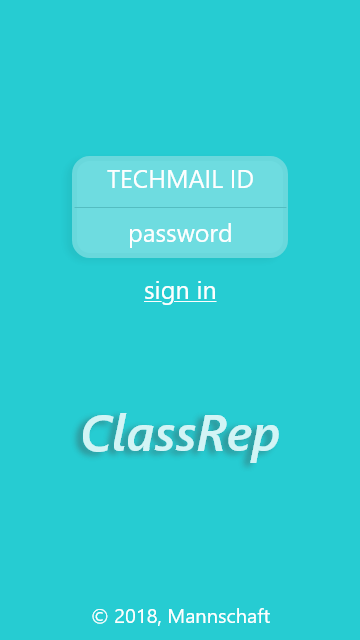 TECHMAIL ID
password
sign in
ClassRep
© 2018, Mannschaft